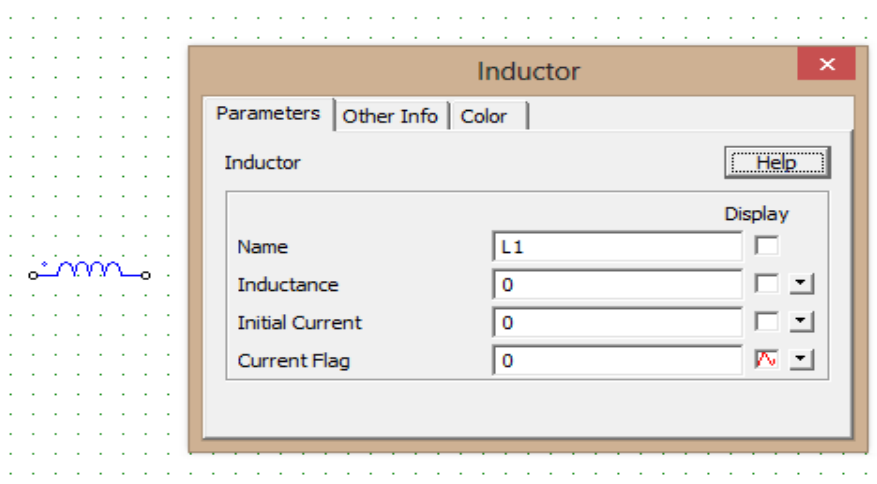 Inductor
Parameters Other Info Color
Inductor Help
Display
Name L1
Inductance 0
Initial Current 0
Current Flag 0